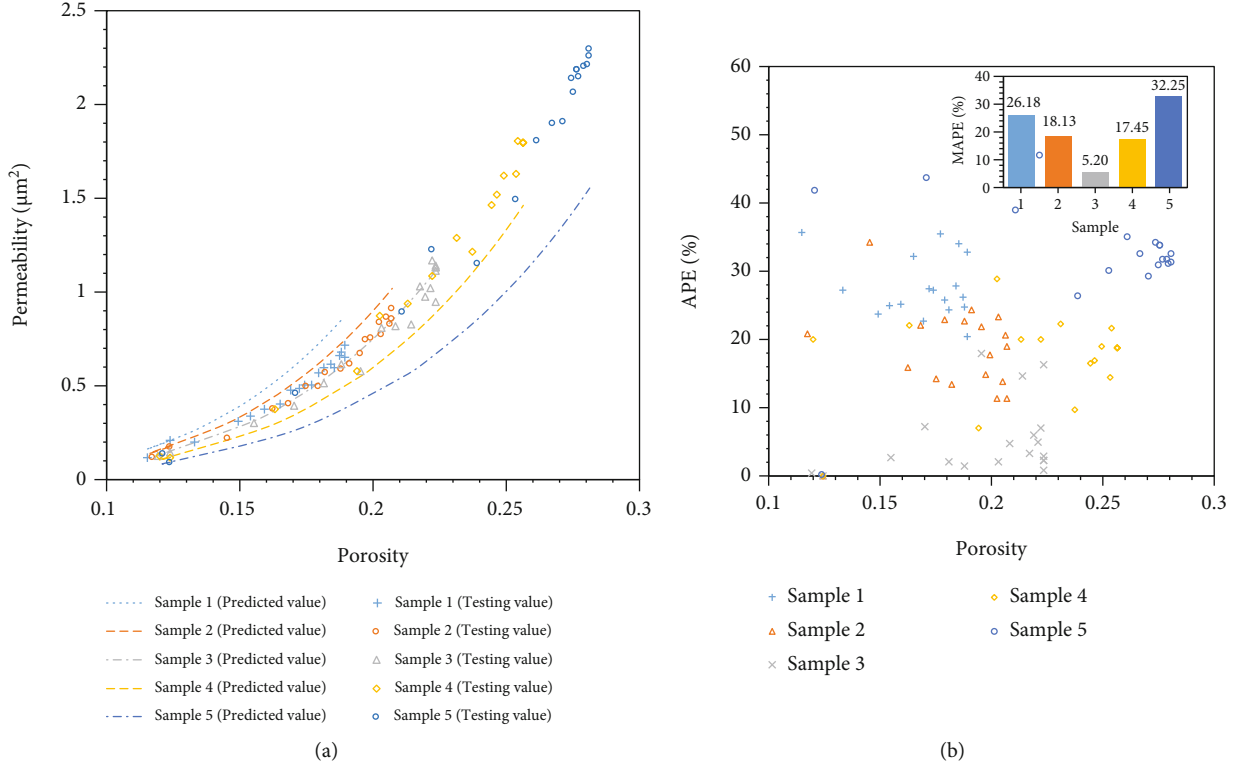 2.5
2
1.5
1
0.5
0
0.1
0.15
0.2
0.25
0.3
Permeability (μm²)
Porosity
Sample 1 (Predicted value)
Sample 2 (Predicted value)
Sample 3 (Predicted value)
Sample 4 (Predicted value)
Sample 5 (Predicted value)
Sample 1 (Testing value)
Sample 2 (Testing value)
Sample 3 (Testing value)
Sample 4 (Testing value)
Sample 5 (Testing value)
(a)
60
50
40
30
20
10
0
0.1
0.15
0.2
0.25
0.3
APE (%)
Porosity
40
30
20
10
0
MAPE (%)
26.18
18.13
5.20
17.45
32.25
1
2
3
4
5
Sample
Sample 1
Sample 2
Sample 3
Sample 4
Sample 5
(b)